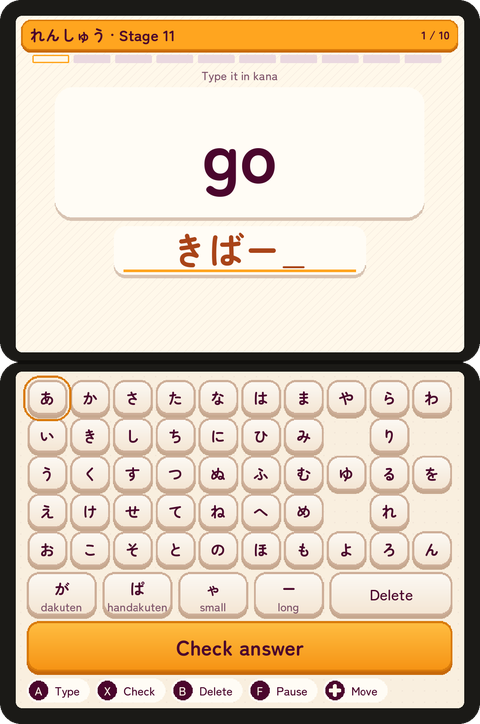 れんしゅう · Stage 11
1 / 10
Type it in kana
go
きばー_
あ か さ た な は ま や ら わ
い き し ち に ひ み り
う く す つ ぬ ふ む ゆ る を
え け せ て ね へ め れ
お こ そ と の ほ も よ ろ ん
が ぱ ゃ ー Delete
dakuten handakuten small long
Check answer
A Type X Check B Delete F Pause Move